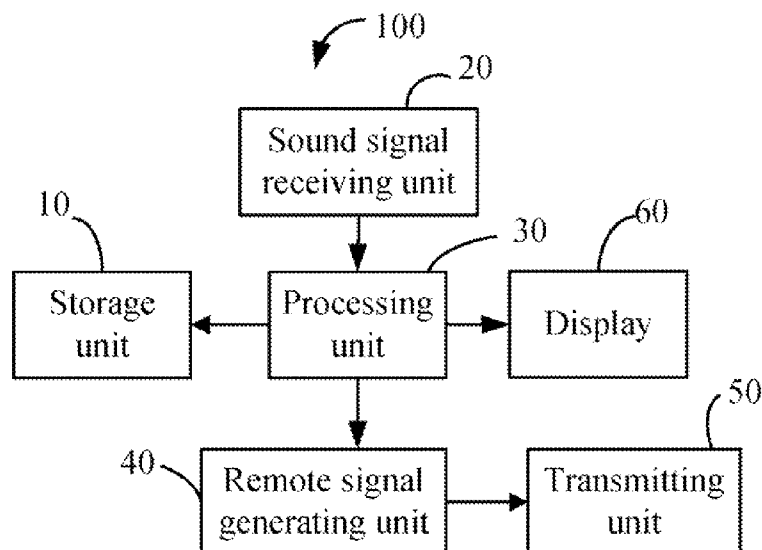 100
20
Sound signal
receiving unit
10
30
60
Storage
unit
Processing
unit
Display
40
50
Remote signal
generating unit
Transmitting
unit